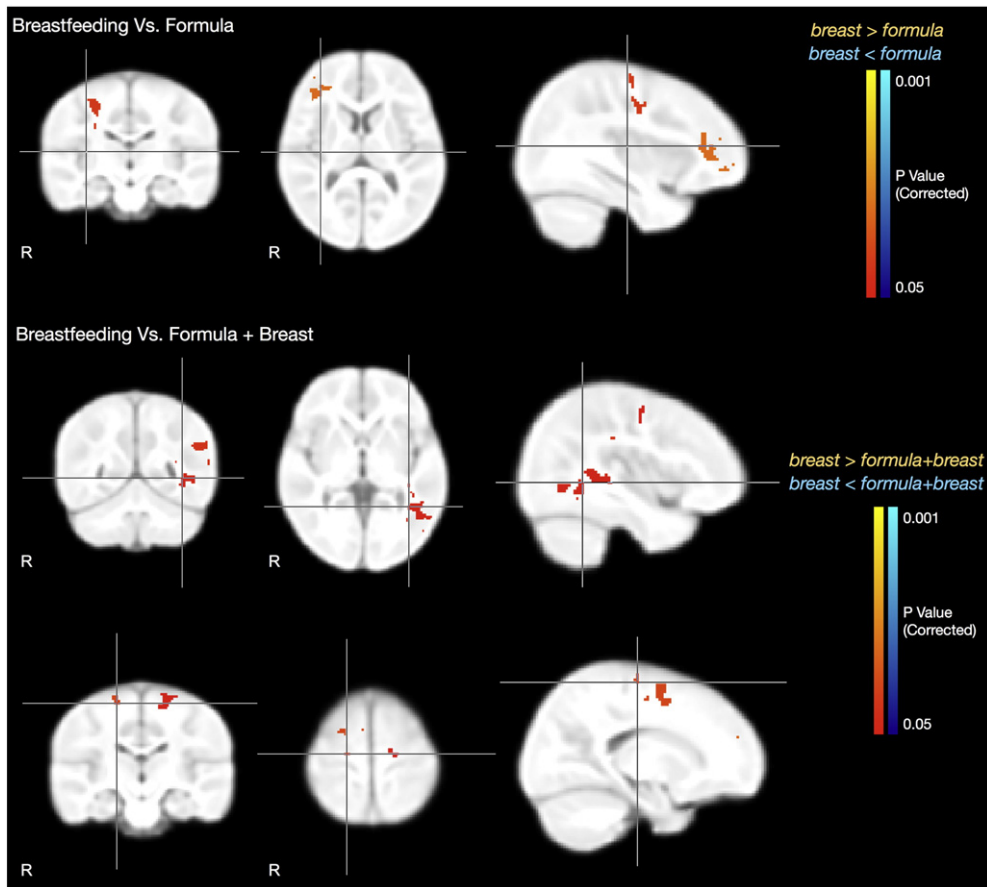 Breastfeeding Vs. Formula
breast > formula
breast < formula
0.001
P Value
(Corrected)
0.05
R
R
Breastfeeding Vs. Formula + Breast
breast > formula+breast
breast < formula+breast
0.001
P Value
(Corrected)
0.05
R
R
R
R